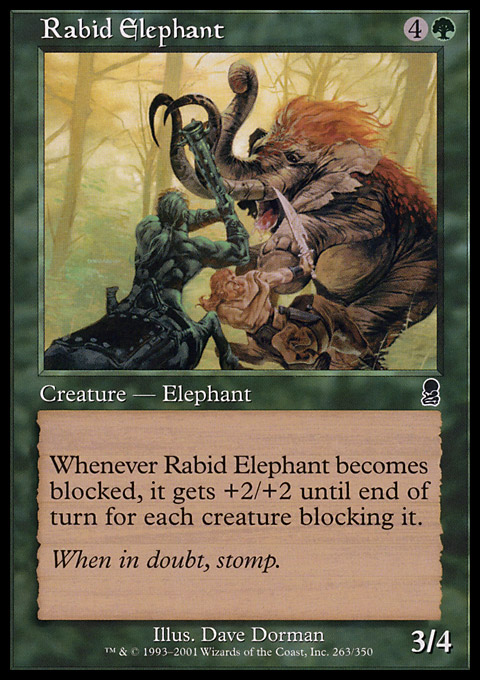 Rabid Elephant 4
Creature — Elephant
Whenever Rabid Elephant becomes
blocked, it gets +2/+2 until end of
turn for each creature blocking it.
When in doubt, stomp.
Illus. Dave Dorman
™ & © 1993–2001 Wizards of the Coast, Inc. 263/350
3/4